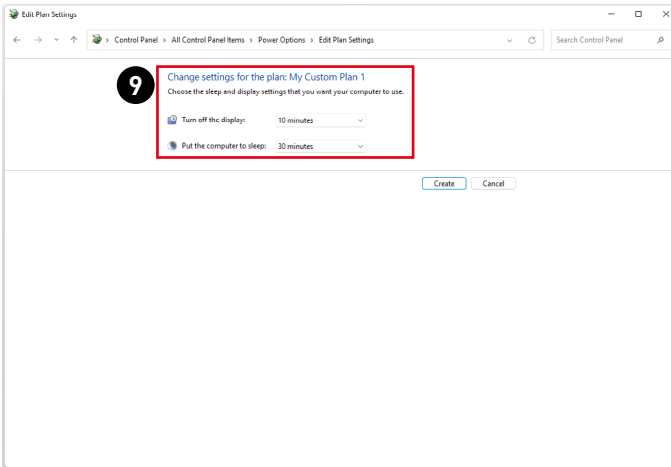 Edit Plan Settings
Control Panel > All Control Panel Items > Power Options > Edit Plan Settings
Search Control Panel
9
Change settings for the plan: My Custom Plan 1
Choose the sleep and display settings that you want your computer to use.
Turn off the display: 10 minutes
Put the computer to sleep: 30 minutes
Create Cancel